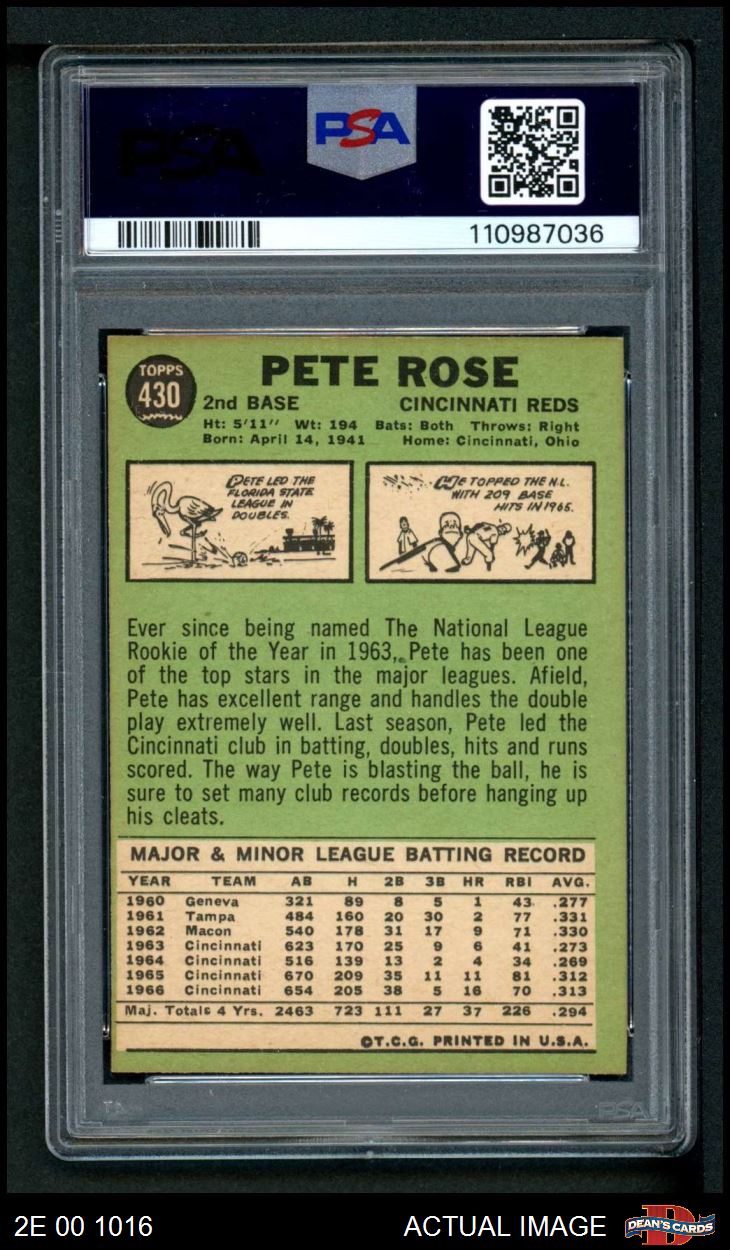 PSA
PSA
110987036
TOPPS
430
PETE ROSE
2nd BASE CINCINNATI REDS
Ht: 5'11" Wt: 194 Bats: Both Throws: Right
Born: April 14, 1941 Home: Cincinnati, Ohio
PETE LED THE
FLORIDA STATE
LEAGUE IN
DOUBLES.
HE TOPPED THE N.L.
WITH 209 BASE
HITS IN 1965.
Ever since being named The National League
Rookie of the Year in 1963, Pete has been one
of the top stars in the major leagues. Afield,
Pete has excellent range and handles the double
play extremely well. Last season, Pete led the
Cincinnati club in batting, doubles, hits and runs
scored. The way Pete is blasting the ball, he is
sure to set many club records before hanging up
his cleats.
MAJOR & MINOR LEAGUE BATTING RECORD
YEAR TEAM AB H 2B 3B HR RBI AVG.
1960 Geneva 321 89 8 5 1 43 .277
1961 Tampa 484 160 20 30 2 77 .331
1962 Macon 540 178 31 17 9 71 .330
1963 Cincinnati 623 170 25 9 6 41 .273
1964 Cincinnati 516 139 13 2 4 34 .269
1965 Cincinnati 670 209 35 11 11 81 .312
1966 Cincinnati 654 205 38 5 16 70 .313
Maj. Totals 4 Yrs. 2463 723 111 27 37 226 .294
©T.C.G. PRINTED IN U.S.A.
PSA
2E 00 1016 ACTUAL IMAGE DEAN'S CARDS